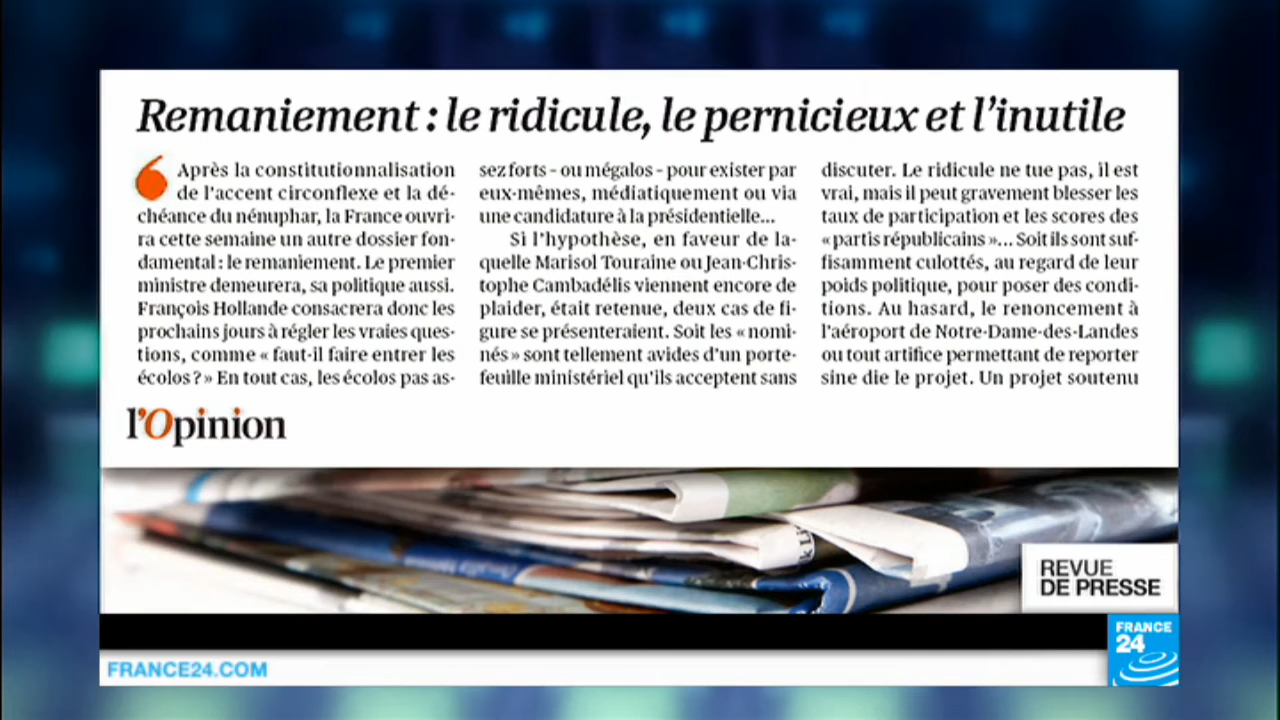 Remaniement : le ridicule, le pernicieux et l'inutile
Après la constitutionnalisation
de l'accent circonflexe et la dé-
chéance du nénuphar, la France ouvri-
ra cette semaine un autre dossier fon-
damental : le remaniement. Le premier
ministre demeurera, sa politique aussi.
François Hollande consacrera donc les
prochains jours à régler les vraies ques-
tions, comme « faut-il faire entrer les
écolos ? » En tout cas, les écolos pas as-
sez forts – ou mégalos – pour exister par
eux-mêmes, médiatiquement ou via
une candidature à la présidentielle...
Si l'hypothèse, en faveur de la-
quelle Marisol Touraine ou Jean-Chris-
tophe Cambadélis viennent encore de
plaider, était retenue, deux cas de fi-
gure se présenteraient. Soit les « nomi-
nés » sont tellement avides d'un porte-
feuille ministériel qu'ils acceptent sans
discuter. Le ridicule ne tue pas, il est
vrai, mais il peut gravement blesser les
taux de participation et les scores des
« partis républicains »... Soit ils sont suf-
fisamment culottés, au regard de leur
poids politique, pour poser des condi-
tions. Au hasard, le renoncement à
l'aéroport de Notre-Dame-des-Landes
ou tout artifice permettant de reporter
sine die le projet. Un projet soutenu
l'Opinion
REVUE
DE PRESSE
FRANCE
24
FRANCE24.COM